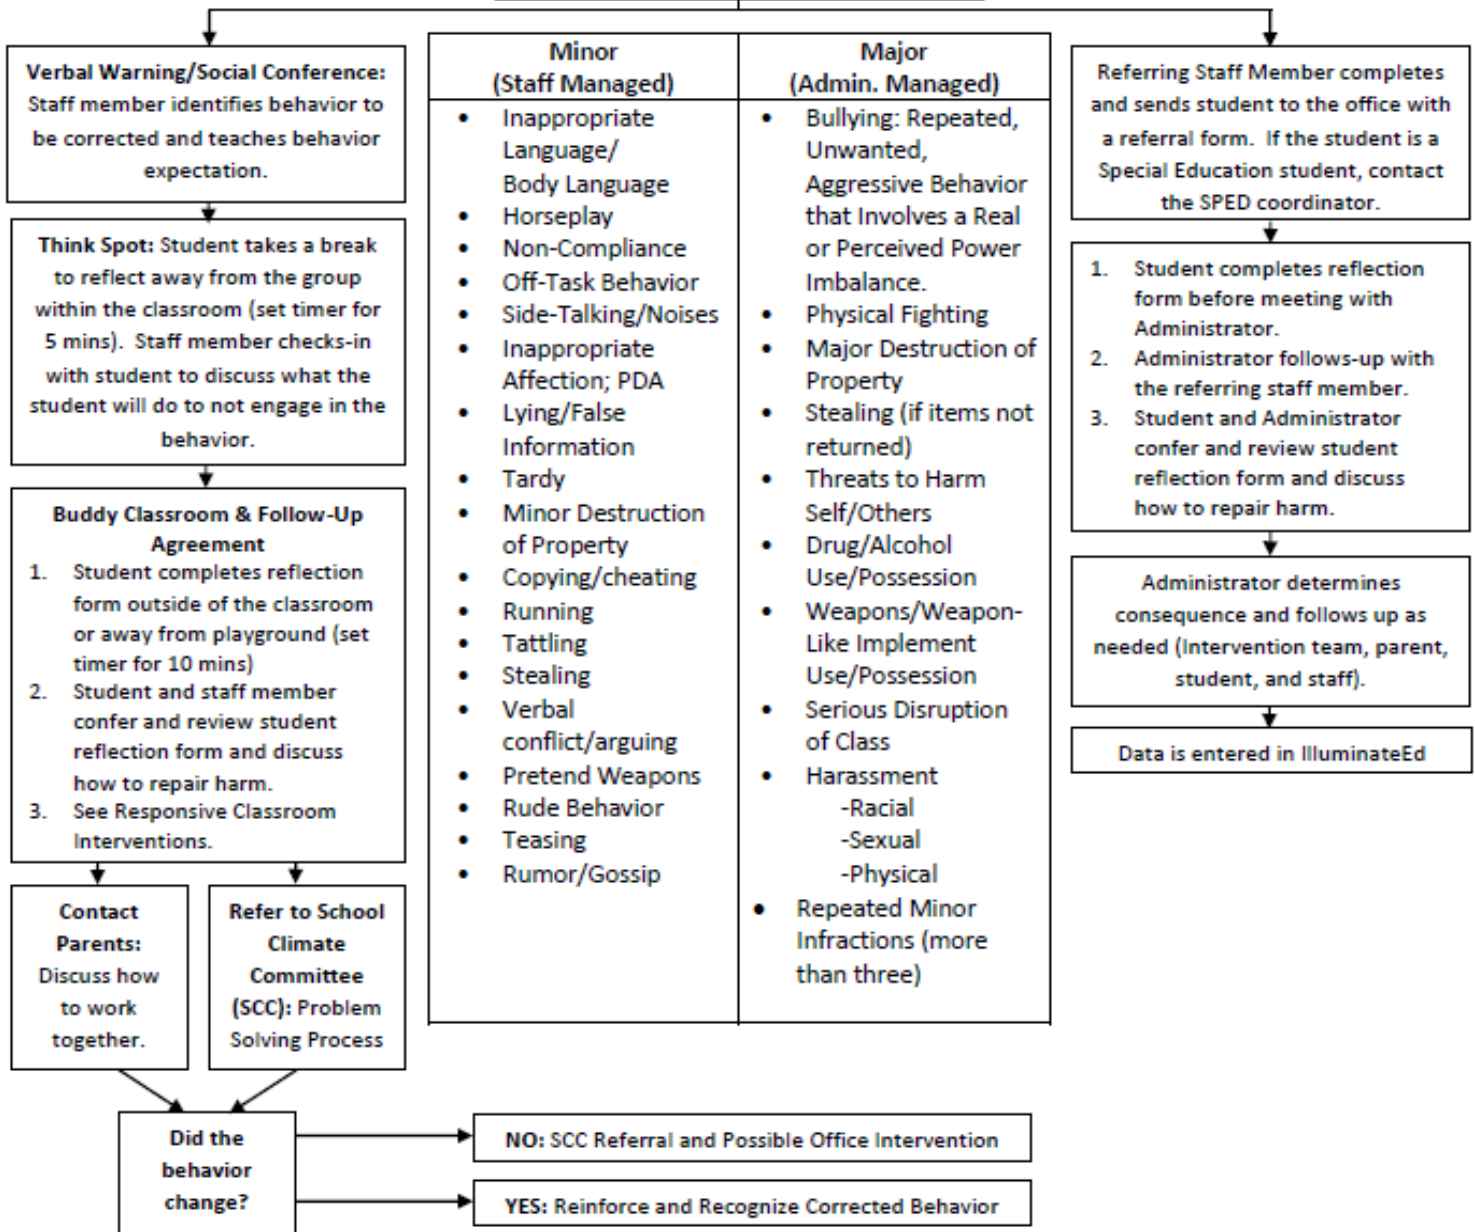 Verbal Warning/Social Conference:
Staff member identifies behavior to
be corrected and teaches behavior
expectation.
Think Spot: Student takes a break
to reflect away from the group
within the classroom (set timer for
5 mins). Staff member checks-in
with student to discuss what the
student will do to not engage in the
behavior.
Buddy Classroom & Follow-Up
Agreement
1. Student completes reflection
form outside of the classroom
or away from playground (set
timer for 10 mins)
2. Student and staff member
confer and review student
reflection form and discuss
how to repair harm.
3. See Responsive Classroom
Interventions.
Contact
Parents:
Discuss how
to work
together.
Refer to School
Climate
Committee
(SCC): Problem
Solving Process
Did the
behavior
change?
NO: SCC Referral and Possible Office Intervention
YES: Reinforce and Recognize Corrected Behavior
Minor
(Staff Managed)
• Inappropriate
Language/
Body Language
• Horseplay
• Non-Compliance
• Off-Task Behavior
• Side-Talking/Noises
• Inappropriate
Affection; PDA
• Lying/False
Information
• Tardy
• Minor Destruction
of Property
• Copying/cheating
• Running
• Tattling
• Stealing
• Verbal
conflict/arguing
• Pretend Weapons
• Rude Behavior
• Teasing
• Rumor/Gossip
Major
(Admin. Managed)
• Bullying: Repeated,
Unwanted,
Aggressive Behavior
that Involves a Real
or Perceived Power
Imbalance.
• Physical Fighting
• Major Destruction of
Property
• Stealing (if items not
returned)
• Threats to Harm
Self/Others
• Drug/Alcohol
Use/Possession
• Weapons/Weapon-
Like Implement
Use/Possession
• Serious Disruption
of Class
• Harassment
-Racial
-Sexual
-Physical
• Repeated Minor
Infractions (more
than three)
Referring Staff Member completes
and sends student to the office with
a referral form. If the student is a
Special Education student, contact
the SPED coordinator.
1. Student completes reflection
form before meeting with
Administrator.
2. Administrator follows-up with
the referring staff member.
3. Student and Administrator
confer and review student
reflection form and discuss
how to repair harm.
Administrator determines
consequence and follows up as
needed (Intervention team, parent,
student, and staff).
Data is entered in IlluminateEd